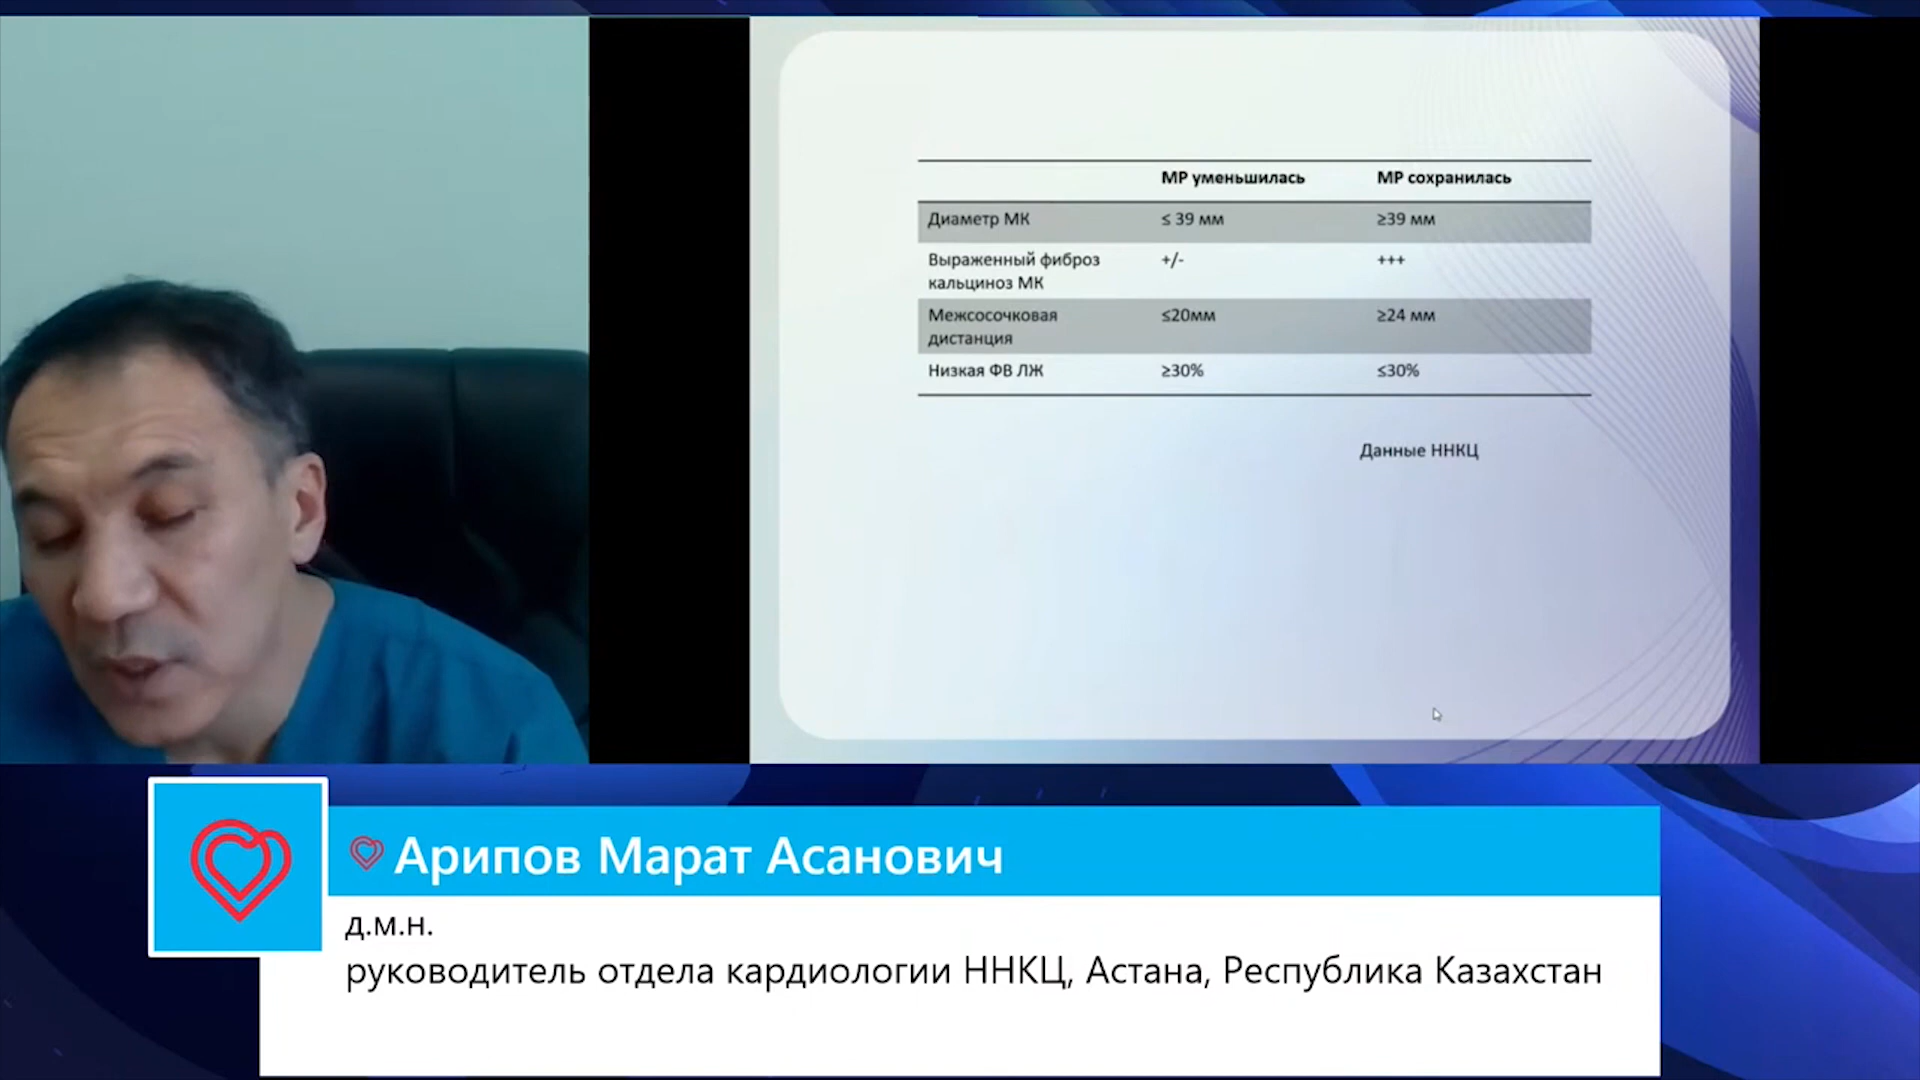 МР уменьшилась МР сохранилась
Диаметр МК ≤ 39 мм ≥39 мм
Выраженный фиброз +/- +++
кальциноз МК
Межсосочковая ≤20мм ≥24 мм
дистанция
Низкая ФВ ЛЖ ≥30% ≤30%
Данные ННКЦ
Арипов Марат Асанович
д.м.н.
руководитель отдела кардиологии ННКЦ, Астана, Республика Казахстан